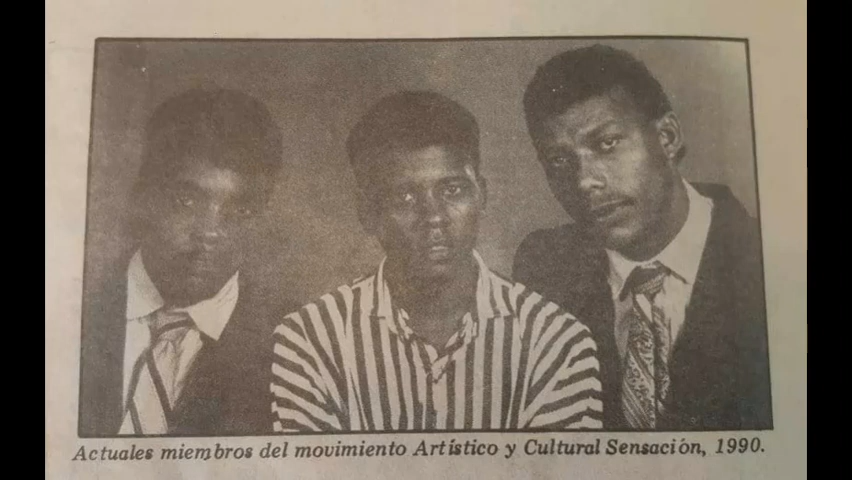 Actuales miembros del movimiento Artístico y Cultural Sensación, 1990.